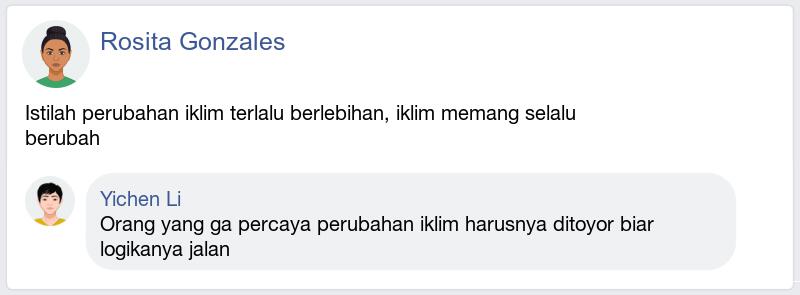 Rosita Gonzales
Istilah perubahan iklim terlalu berlebihan, iklim memang selalu
berubah
Yichen Li
Orang yang ga percaya perubahan iklim harusnya ditoyor biar
logikanya jalan